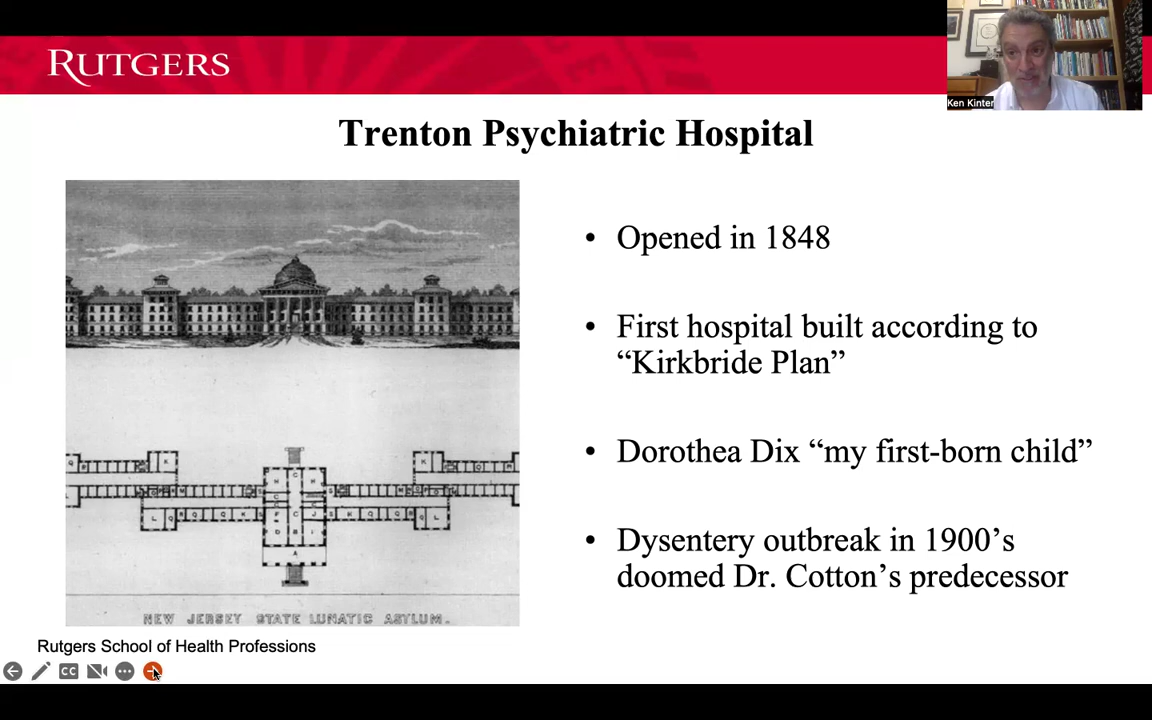 RUTGERS
Ken Kinter
Trenton Psychiatric Hospital
• Opened in 1848
• First hospital built according to
“Kirkbride Plan”
• Dorothea Dix “my first-born child”
• Dysentery outbreak in 1900’s
doomed Dr. Cotton’s predecessor
NEW JERSEY STATE LUNATIC ASYLUM.
Rutgers School of Health Professions
CC